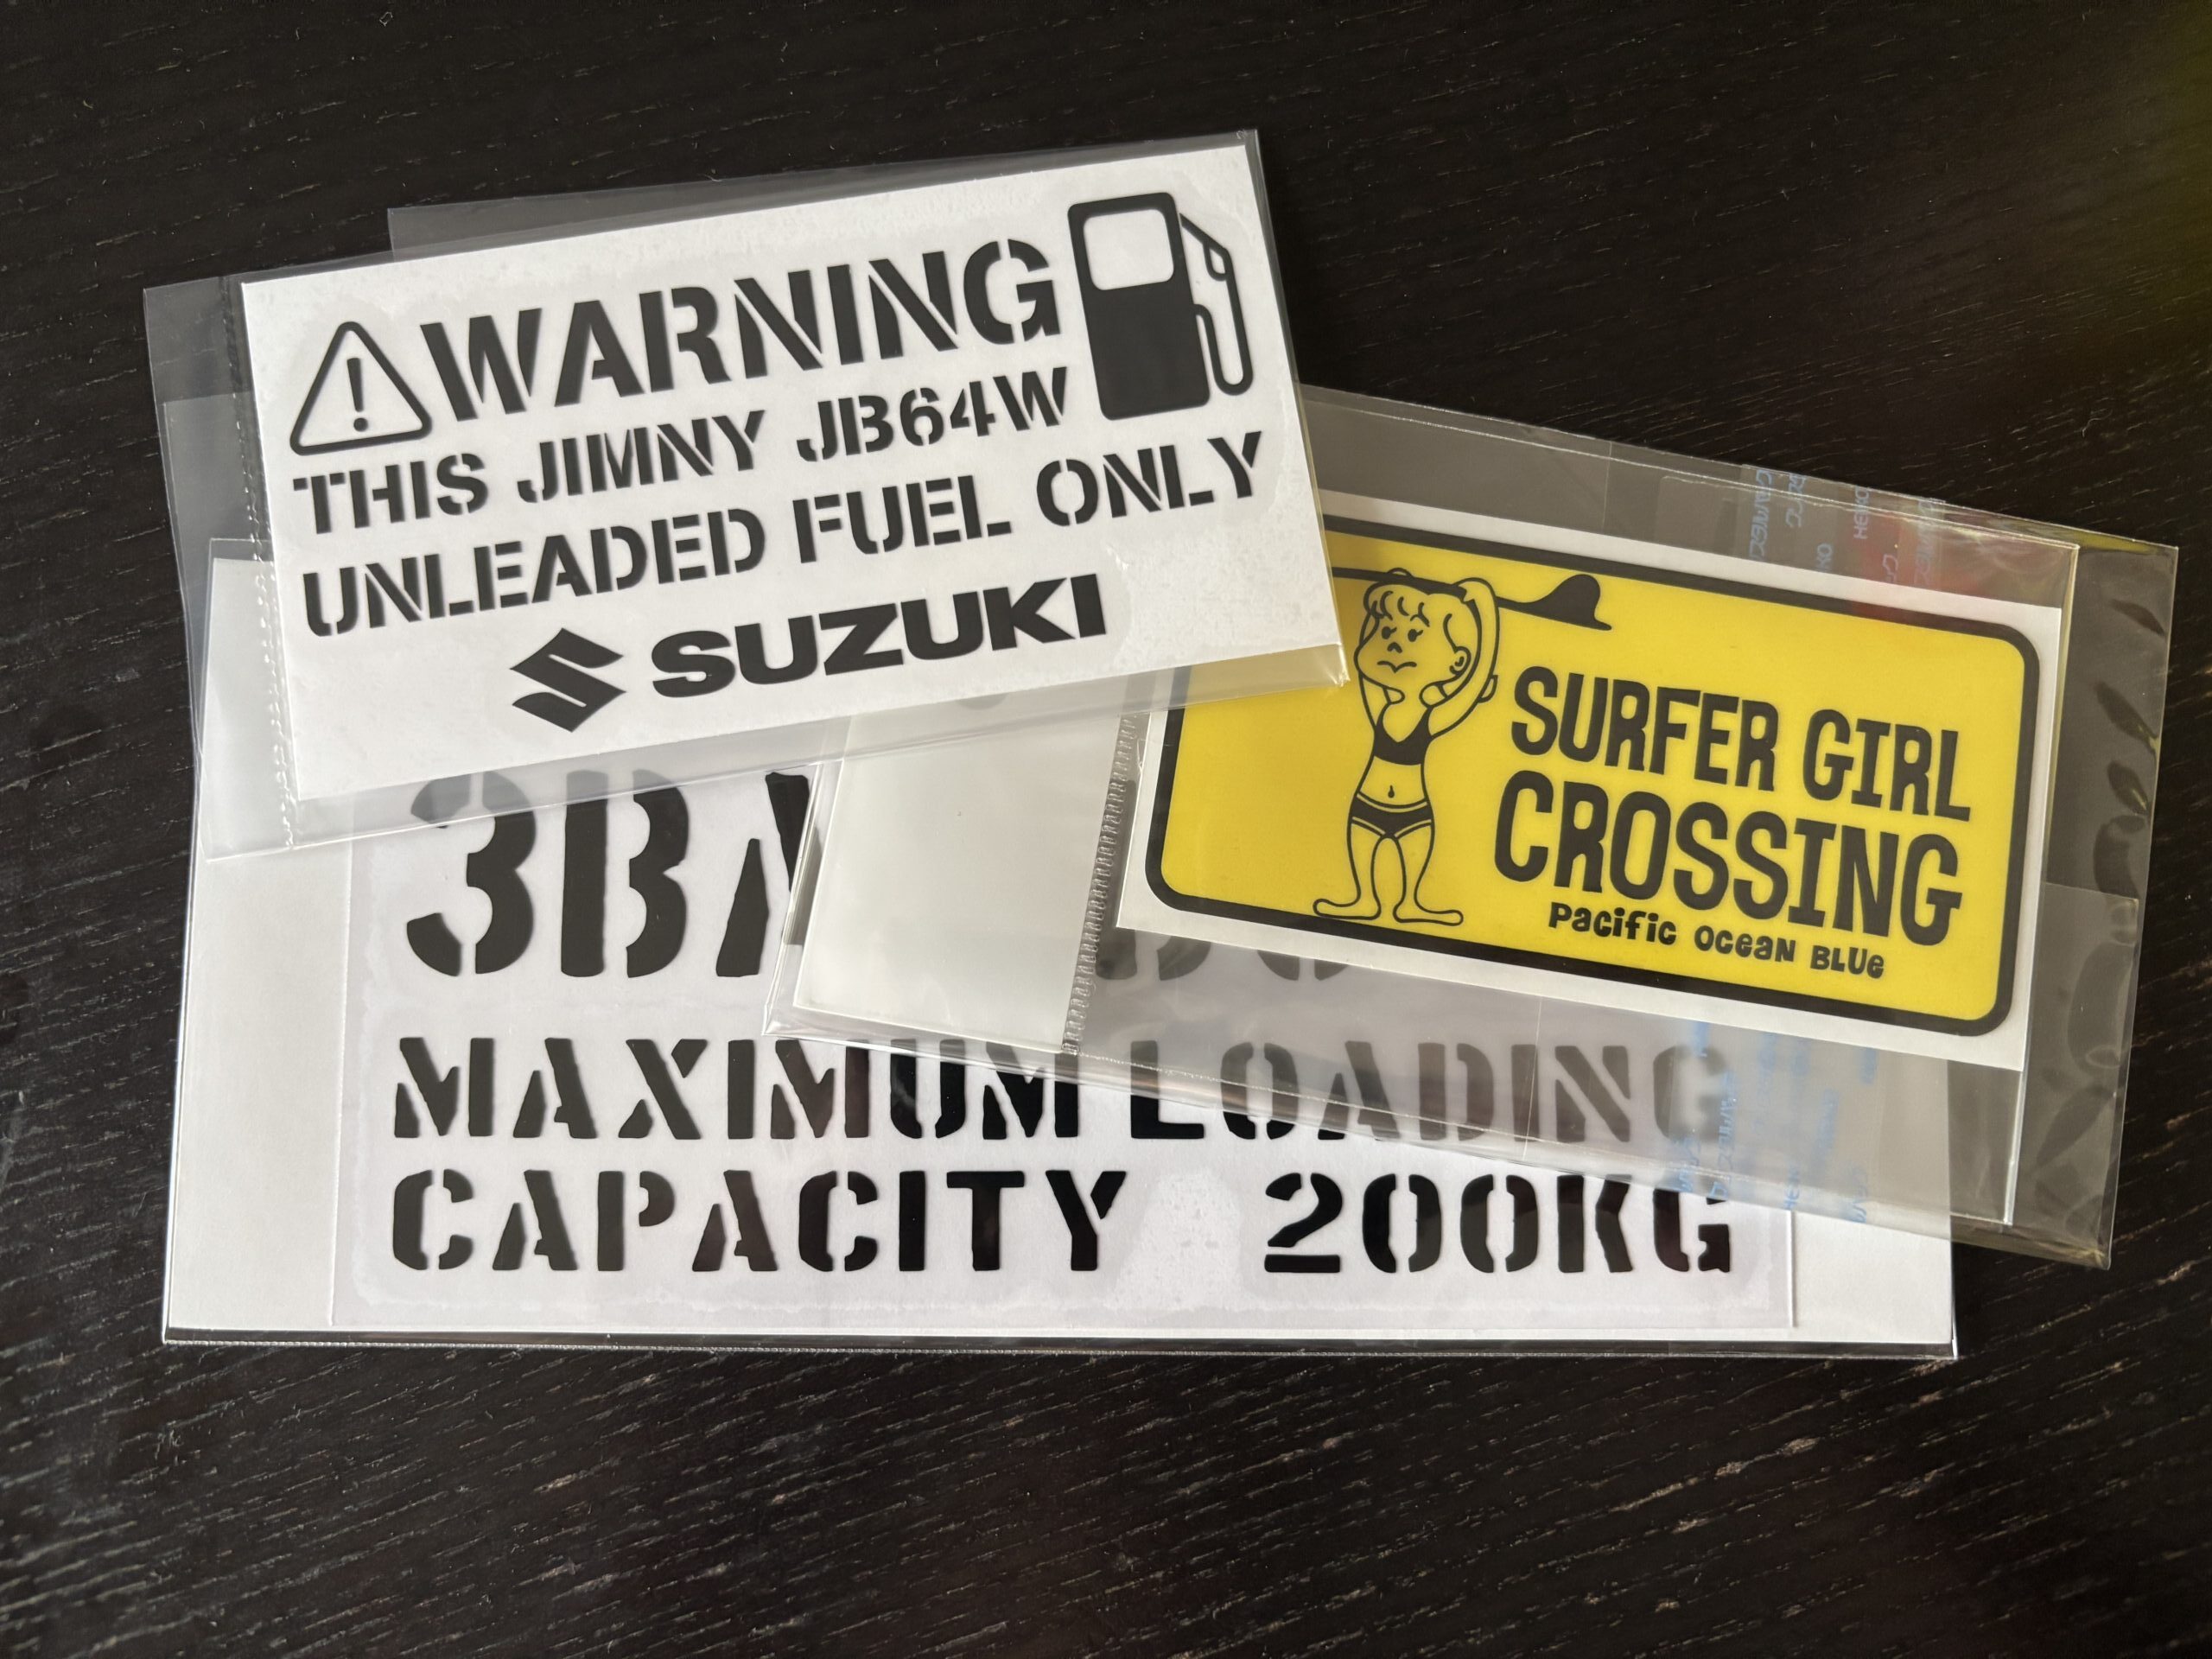 WARNING
THIS JIMNY JB64W
UNLEADED FUEL ONLY
SUZUKI
SURFER GIRL
CROSSING
Pacific Ocean Blue
MAXIMUM LOADING
CAPACITY 200KG